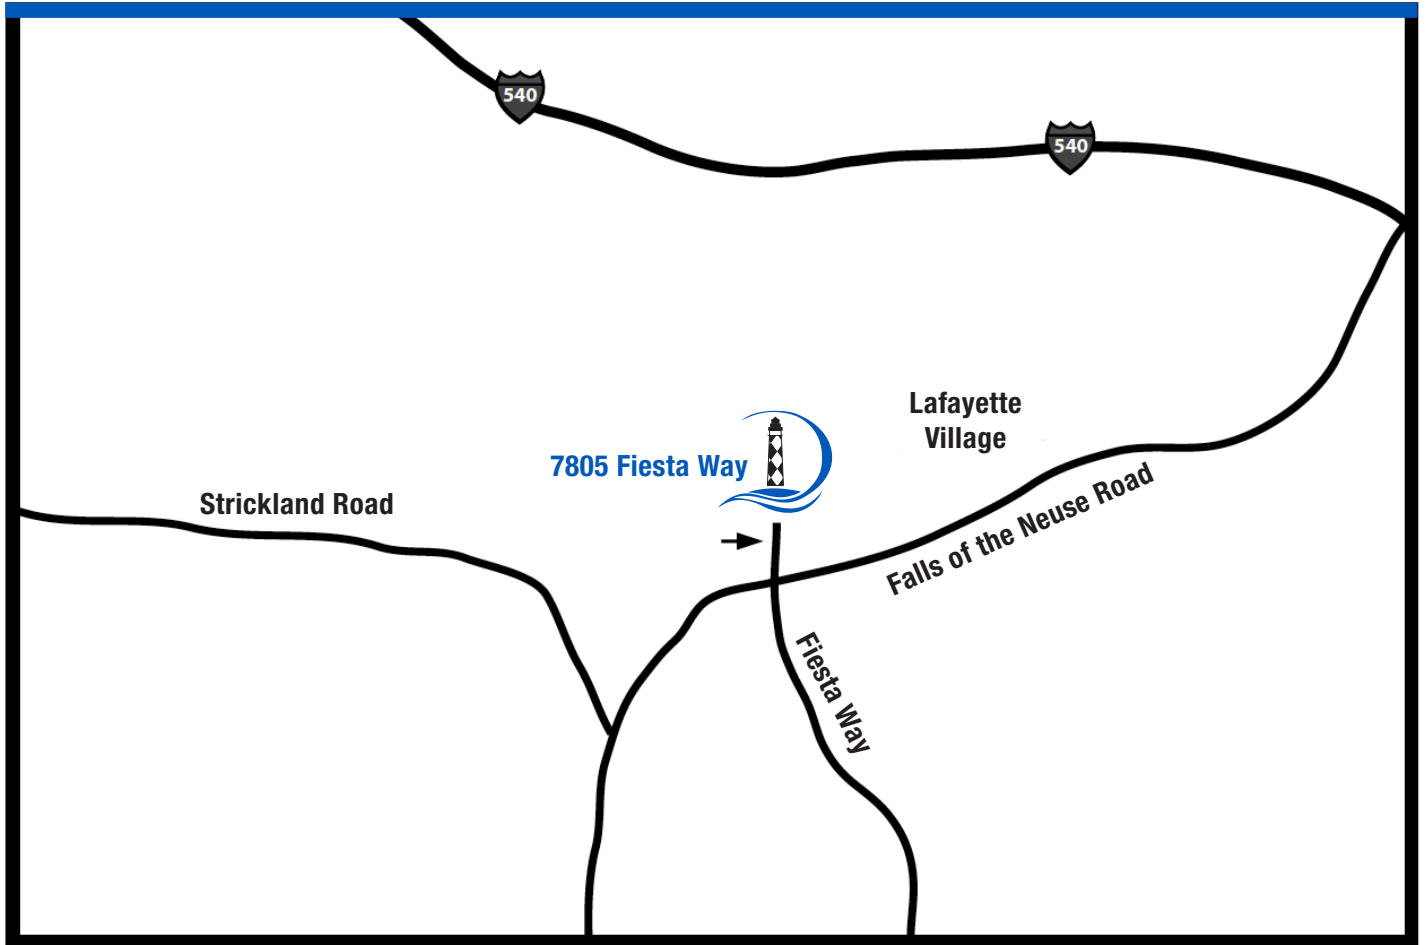 540
540
Lafayette
Village
7805 Fiesta Way
Strickland Road
Falls of the Neuse Road
Fiesta Way